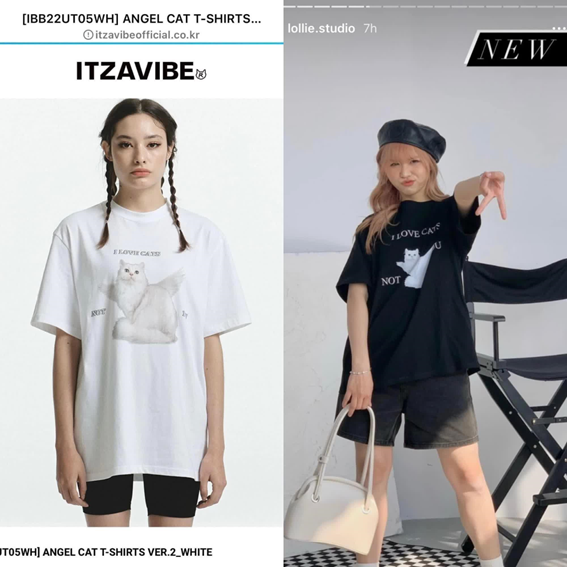 [IBB22UT05WH] ANGEL CAT T-SHIRTS...
itzavibeofficial.co.kr
ITZAVIBE
I LOVE CATS
NOT U
UT05WH] ANGEL CAT T-SHIRTS VER.2_WHITE
lollie.studio 7h
NEW
I LOVE CATS
NOT U